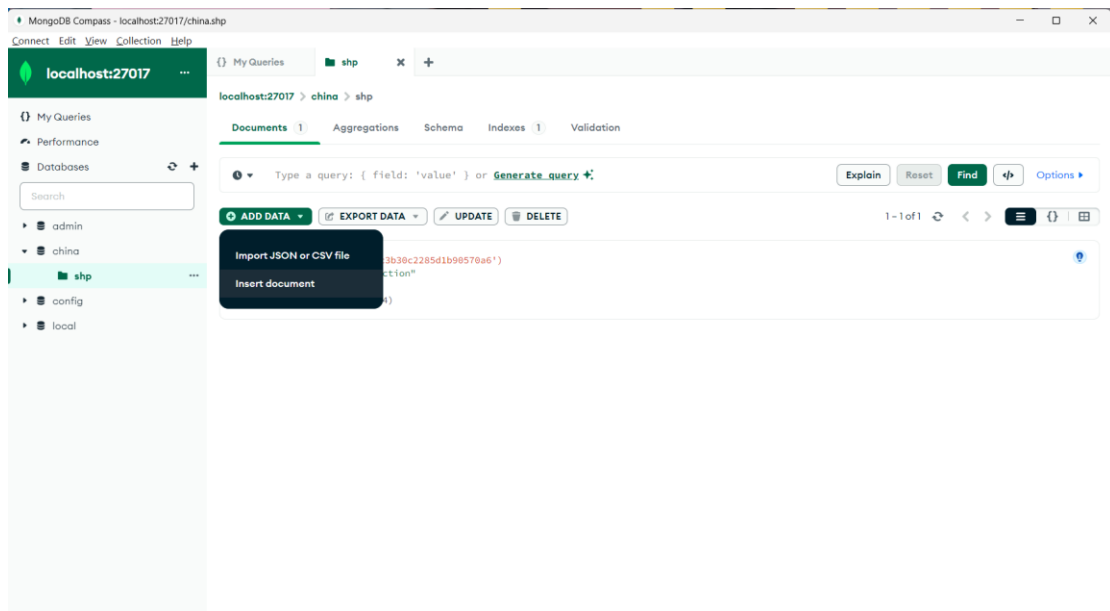 MongoDB Compass - localhost:27017/china.shp
Connect Edit View Collection Help
localhost:27017 ...
{} My Queries
shp
localhost:27017 > china > shp
{} My Queries
Performance
Databases
Search
admin
china
shp ...
config
local
Documents 1 Aggregations Schema Indexes 1 Validation
Type a query: { field: 'value' } or Generate query
Explain Reset Find </> Options
ADD DATA EXPORT DATA UPDATE DELETE
1 – 1 of 1
{}
Import JSON or CSV file
Insert document
3b30c2285d1b90570a6')
ction"
4)